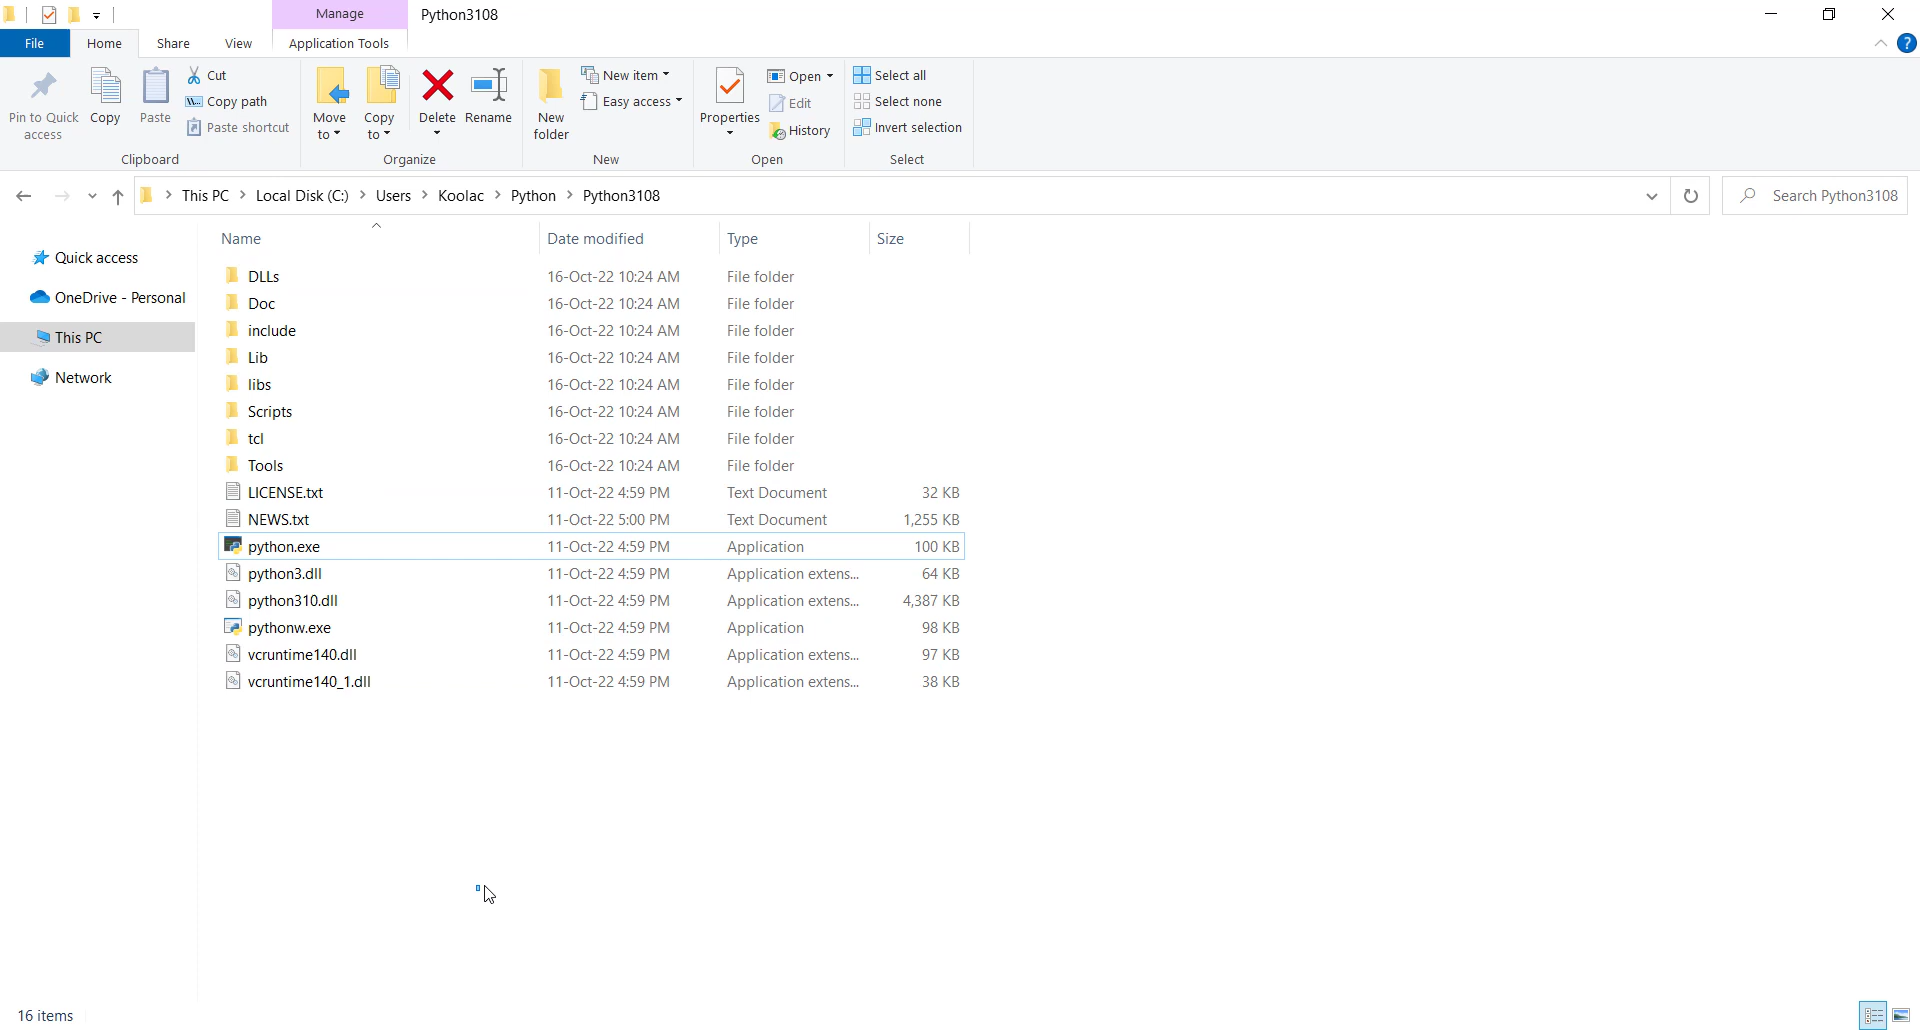 Manage
Python3108
File
Home
Share
View
Application Tools
Pin to Quick access
Copy
Paste
Cut
Copy path
Paste shortcut
Clipboard
Move to
Copy to
Delete
Rename
Organize
New folder
New item
Easy access
New
Properties
Open
Edit
History
Open
Select all
Select none
Invert selection
Select
This PC > Local Disk (C:) > Users > Koolac > Python > Python3108
Search Python3108
Quick access
OneDrive - Personal
This PC
Network
Name Date modified Type Size
DLLs 16-Oct-22 10:24 AM File folder
Doc 16-Oct-22 10:24 AM File folder
include 16-Oct-22 10:24 AM File folder
Lib 16-Oct-22 10:24 AM File folder
libs 16-Oct-22 10:24 AM File folder
Scripts 16-Oct-22 10:24 AM File folder
tcl 16-Oct-22 10:24 AM File folder
Tools 16-Oct-22 10:24 AM File folder
LICENSE.txt 11-Oct-22 4:59 PM Text Document 32 KB
NEWS.txt 11-Oct-22 5:00 PM Text Document 1,255 KB
python.exe 11-Oct-22 4:59 PM Application 100 KB
python3.dll 11-Oct-22 4:59 PM Application extens... 64 KB
python310.dll 11-Oct-22 4:59 PM Application extens... 4,387 KB
pythonw.exe 11-Oct-22 4:59 PM Application 98 KB
vcruntime140.dll 11-Oct-22 4:59 PM Application extens... 97 KB
vcruntime140_1.dll 11-Oct-22 4:59 PM Application extens... 38 KB
16 items